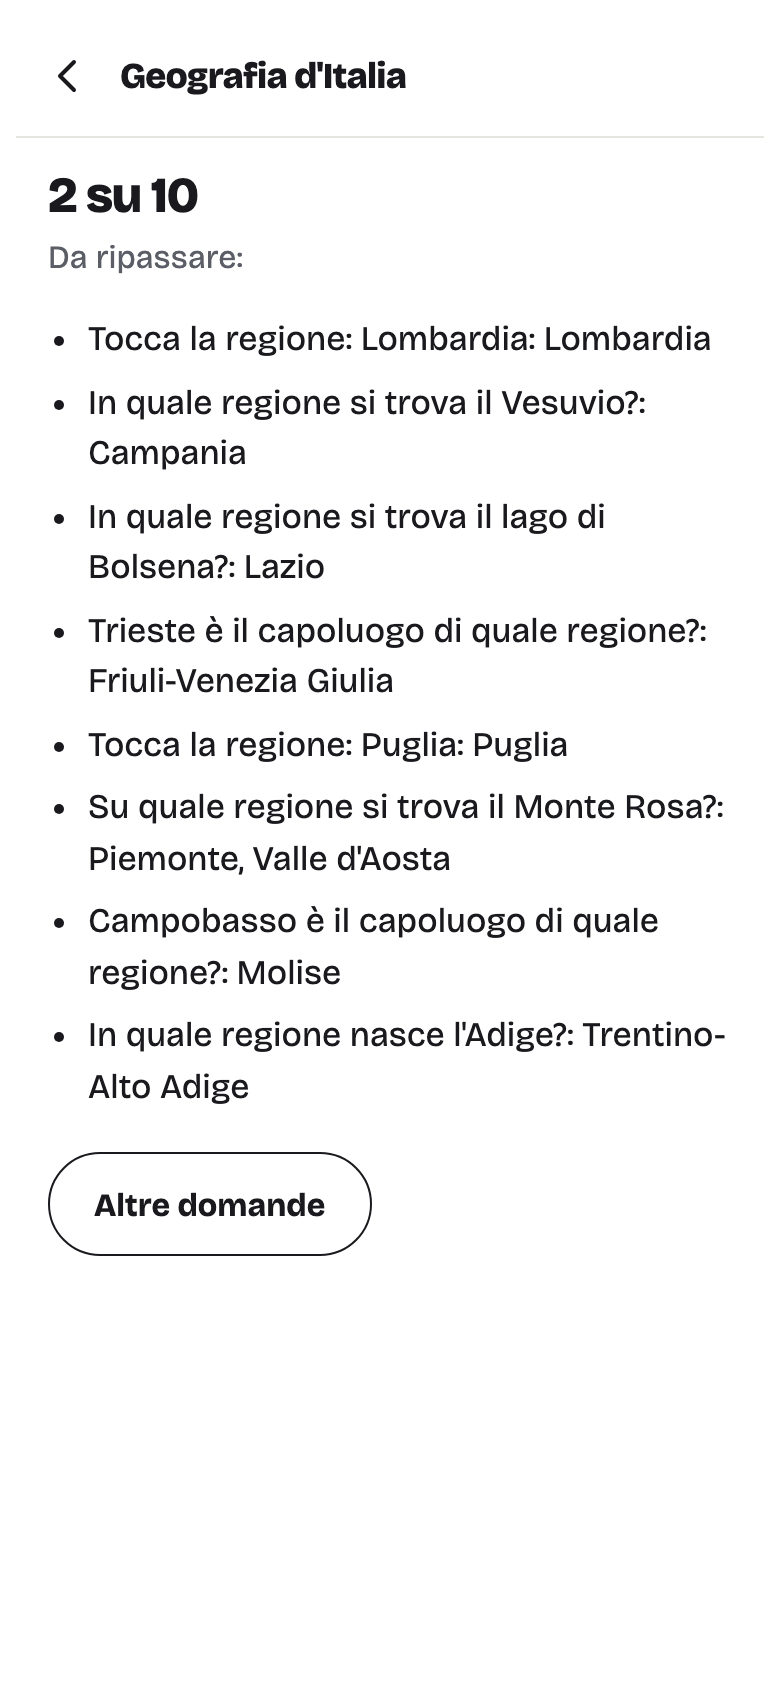 Geografia d'Italia
2 su 10
Da ripassare:
• Tocca la regione: Lombardia: Lombardia
• In quale regione si trova il Vesuvio?:
Campania
• In quale regione si trova il lago di
Bolsena?: Lazio
• Trieste è il capoluogo di quale regione?:
Friuli-Venezia Giulia
• Tocca la regione: Puglia: Puglia
• Su quale regione si trova il Monte Rosa?:
Piemonte, Valle d'Aosta
• Campobasso è il capoluogo di quale
regione?: Molise
• In quale regione nasce l'Adige?: Trentino-
Alto Adige
Altre domande